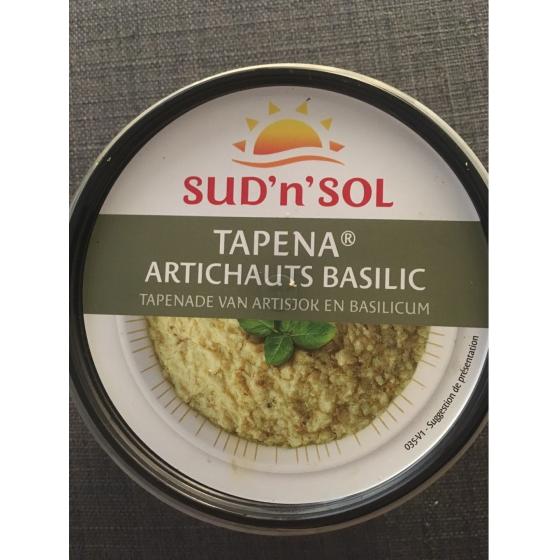 SUD'n'SOL
TAPENA®
ARTICHAUTS BASILIC
TAPENADE VAN ARTISJOK EN BASILICUM
035-V1 - Suggestion de présentation